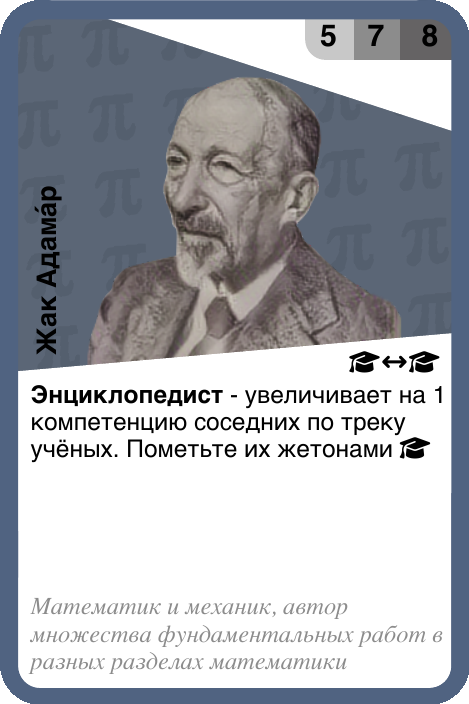 5 7 8
Жак Адама́р
Энциклопедист - увеличивает на 1
компетенцию соседних по треку
учёных. Пометьте их жетонами
Математик и механик, автор
множества фундаментальных работ в
разных разделах математики